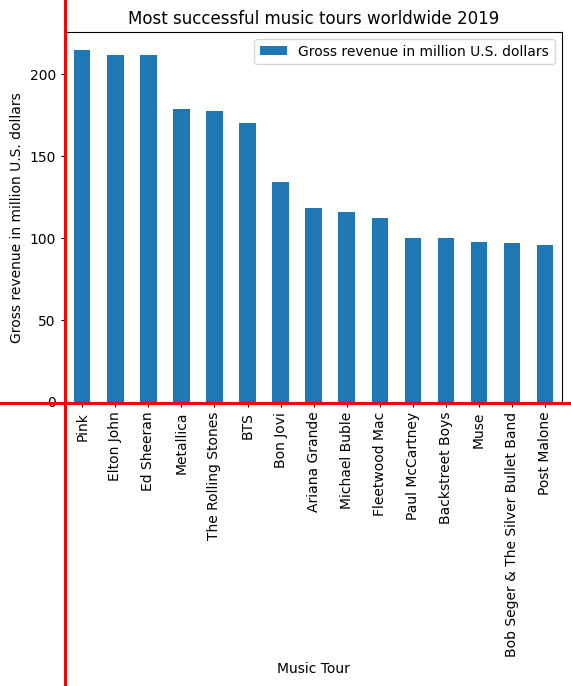 Most successful music tours worldwide 2019
Gross revenue in million U.S. dollars
Gross revenue in million U.S. dollars
200
150
100
50
0
Pink
Elton John
Ed Sheeran
Metallica
The Rolling Stones
BTS
Bon Jovi
Ariana Grande
Michael Buble
Fleetwood Mac
Paul McCartney
Backstreet Boys
Muse
Bob Seger & The Silver Bullet Band
Post Malone
Music Tour